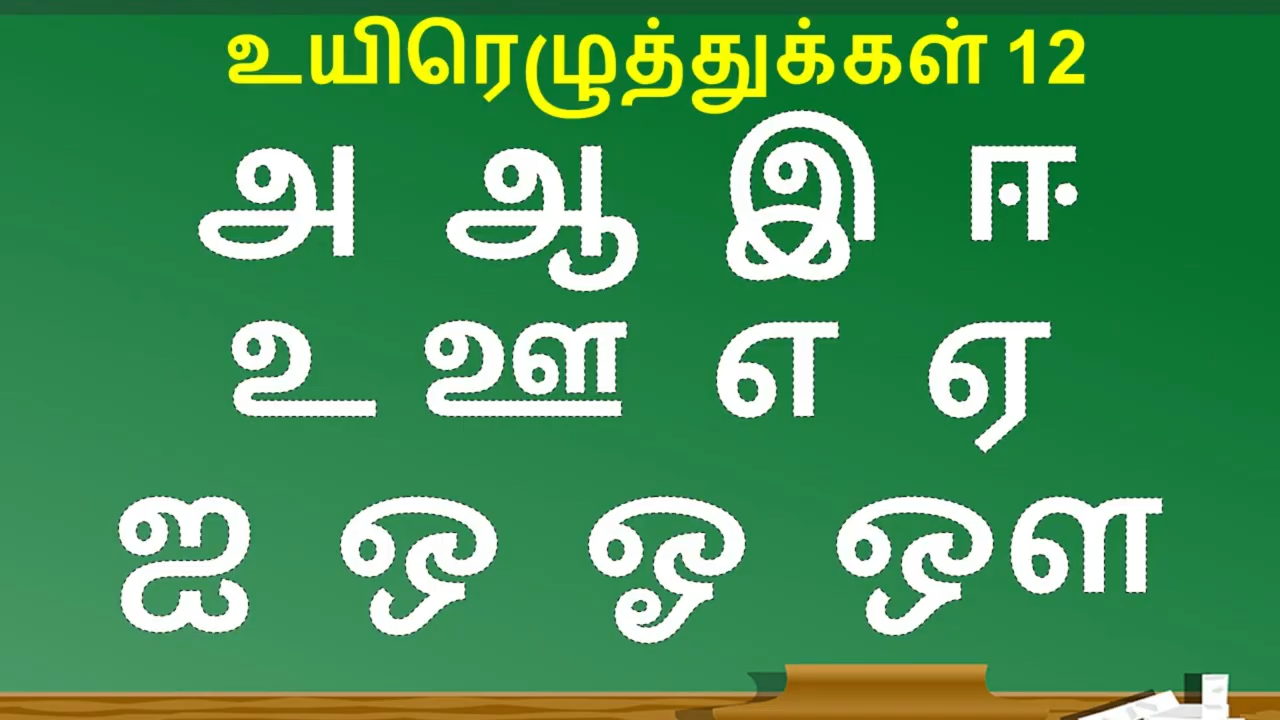 உயிரெழுத்துக்கள் 12
அ ஆ இ ஈ
உ ஊ எ ஏ
ஐ ஒ ஓ ஔ